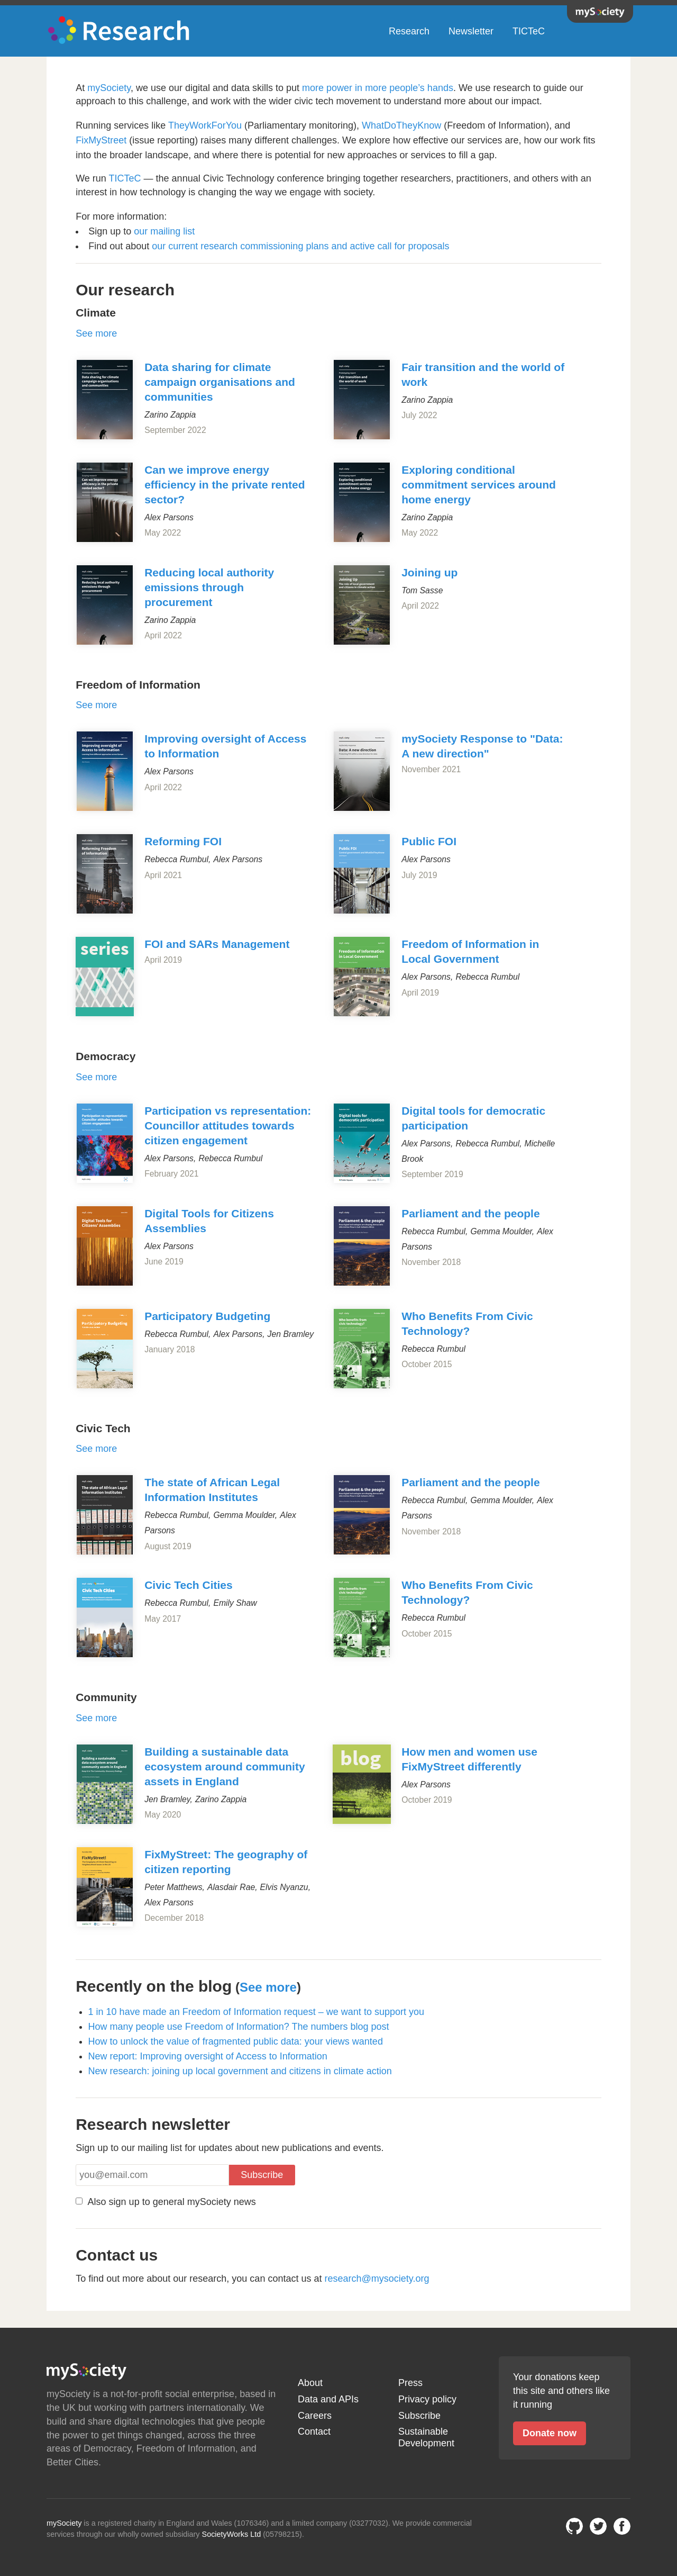 mySociety
Research
Research Newsletter TICTeC
At mySociety, we use our digital and data skills to put more power in more people's hands. We use research to guide our
approach to this challenge, and work with the wider civic tech movement to understand more about our impact.
Running services like TheyWorkForYou (Parliamentary monitoring), WhatDoTheyKnow (Freedom of Information), and
FixMyStreet (issue reporting) raises many different challenges. We explore how effective our services are, how our work fits
into the broader landscape, and where there is potential for new approaches or services to fill a gap.
We run TICTeC — the annual Civic Technology conference bringing together researchers, practitioners, and others with an
interest in how technology is changing the way we engage with society.
For more information:
• Sign up to our mailing list
• Find out about our current research commissioning plans and active call for proposals
Our research
Climate
See more
Data sharing for climate
campaign organisations and
communities
Zarino Zappia
September 2022
Fair transition and the world of
work
Zarino Zappia
July 2022
Can we improve energy
efficiency in the private rented
sector?
Alex Parsons
May 2022
Exploring conditional
commitment services around
home energy
Zarino Zappia
May 2022
Reducing local authority
emissions through
procurement
Zarino Zappia
April 2022
Joining up
Tom Sasse
April 2022
Freedom of Information
See more
Improving oversight of Access
to Information
Alex Parsons
April 2022
mySociety Response to "Data:
A new direction"
November 2021
Reforming FOI
Rebecca Rumbul, Alex Parsons
April 2021
Public FOI
Alex Parsons
July 2019
series
FOI and SARs Management
April 2019
Freedom of Information in
Local Government
Alex Parsons, Rebecca Rumbul
April 2019
Democracy
See more
Participation vs representation:
Councillor attitudes towards
citizen engagement
Alex Parsons, Rebecca Rumbul
February 2021
Digital tools for democratic
participation
Alex Parsons, Rebecca Rumbul, Michelle
Brook
September 2019
Digital Tools for Citizens
Assemblies
Alex Parsons
June 2019
Parliament and the people
Rebecca Rumbul, Gemma Moulder, Alex
Parsons
November 2018
Participatory Budgeting
Rebecca Rumbul, Alex Parsons, Jen Bramley
January 2018
Who Benefits From Civic
Technology?
Rebecca Rumbul
October 2015
Civic Tech
See more
The state of African Legal
Information Institutes
Rebecca Rumbul, Gemma Moulder, Alex
Parsons
August 2019
Parliament and the people
Rebecca Rumbul, Gemma Moulder, Alex
Parsons
November 2018
Civic Tech Cities
Rebecca Rumbul, Emily Shaw
May 2017
Who Benefits From Civic
Technology?
Rebecca Rumbul
October 2015
Community
See more
Building a sustainable data
ecosystem around community
assets in England
Jen Bramley, Zarino Zappia
May 2020
blog
How men and women use
FixMyStreet differently
Alex Parsons
October 2019
FixMyStreet: The geography of
citizen reporting
Peter Matthews, Alasdair Rae, Elvis Nyanzu,
Alex Parsons
December 2018
Recently on the blog (See more)
• 1 in 10 have made an Freedom of Information request – we want to support you
• How many people use Freedom of Information? The numbers blog post
• How to unlock the value of fragmented public data: your views wanted
• New report: Improving oversight of Access to Information
• New research: joining up local government and citizens in climate action
Research newsletter
Sign up to our mailing list for updates about new publications and events.
you@email.com Subscribe
Also sign up to general mySociety news
Contact us
To find out more about our research, you can contact us at research@mysociety.org
mySociety
mySociety is a not-for-profit social enterprise, based in
the UK but working with partners internationally. We
build and share digital technologies that give people
the power to get things changed, across the three
areas of Democracy, Freedom of Information, and
Better Cities.
About
Data and APIs
Careers
Contact
Press
Privacy policy
Subscribe
Sustainable
Development
Your donations keep
this site and others like
it running
Donate now
mySociety is a registered charity in England and Wales (1076346) and a limited company (03277032). We provide commercial
services through our wholly owned subsidiary SocietyWorks Ltd (05798215).